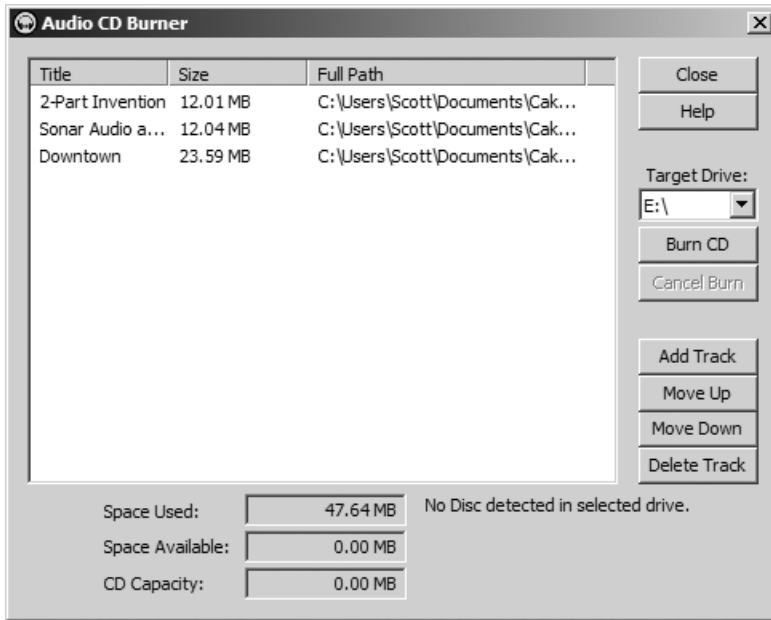 Audio CD Burner
Title Size Full Path
2-Part Invention 12.01 MB C:\Users\Scott\Documents\Cak...
Sonar Audio a... 12.04 MB C:\Users\Scott\Documents\Cak...
Downtown 23.59 MB C:\Users\Scott\Documents\Cak...
Close
Help
Target Drive:
E:\
Burn CD
Cancel Burn
Add Track
Move Up
Move Down
Delete Track
Space Used: 47.64 MB No Disc detected in selected drive.
Space Available: 0.00 MB
CD Capacity: 0.00 MB